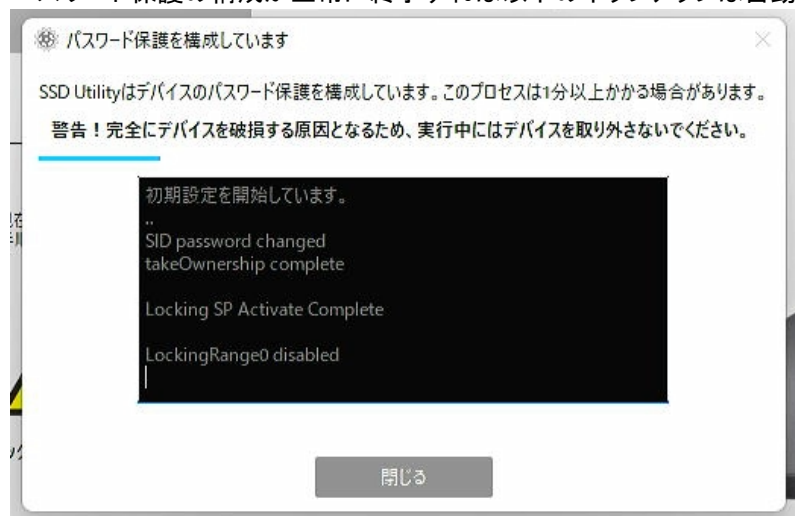 パスワード保護を構成しています
SSD Utilityはデバイスのパスワード保護を構成しています。このプロセスは1分以上かかる場合があります。
警告！完全にデバイスを破損する原因となるため、実行中にはデバイスを取り外さないでください。
初期設定を開始しています。
..
SID password changed
takeOwnership complete
Locking SP Activate Complete
LockingRange0 disabled
閉じる